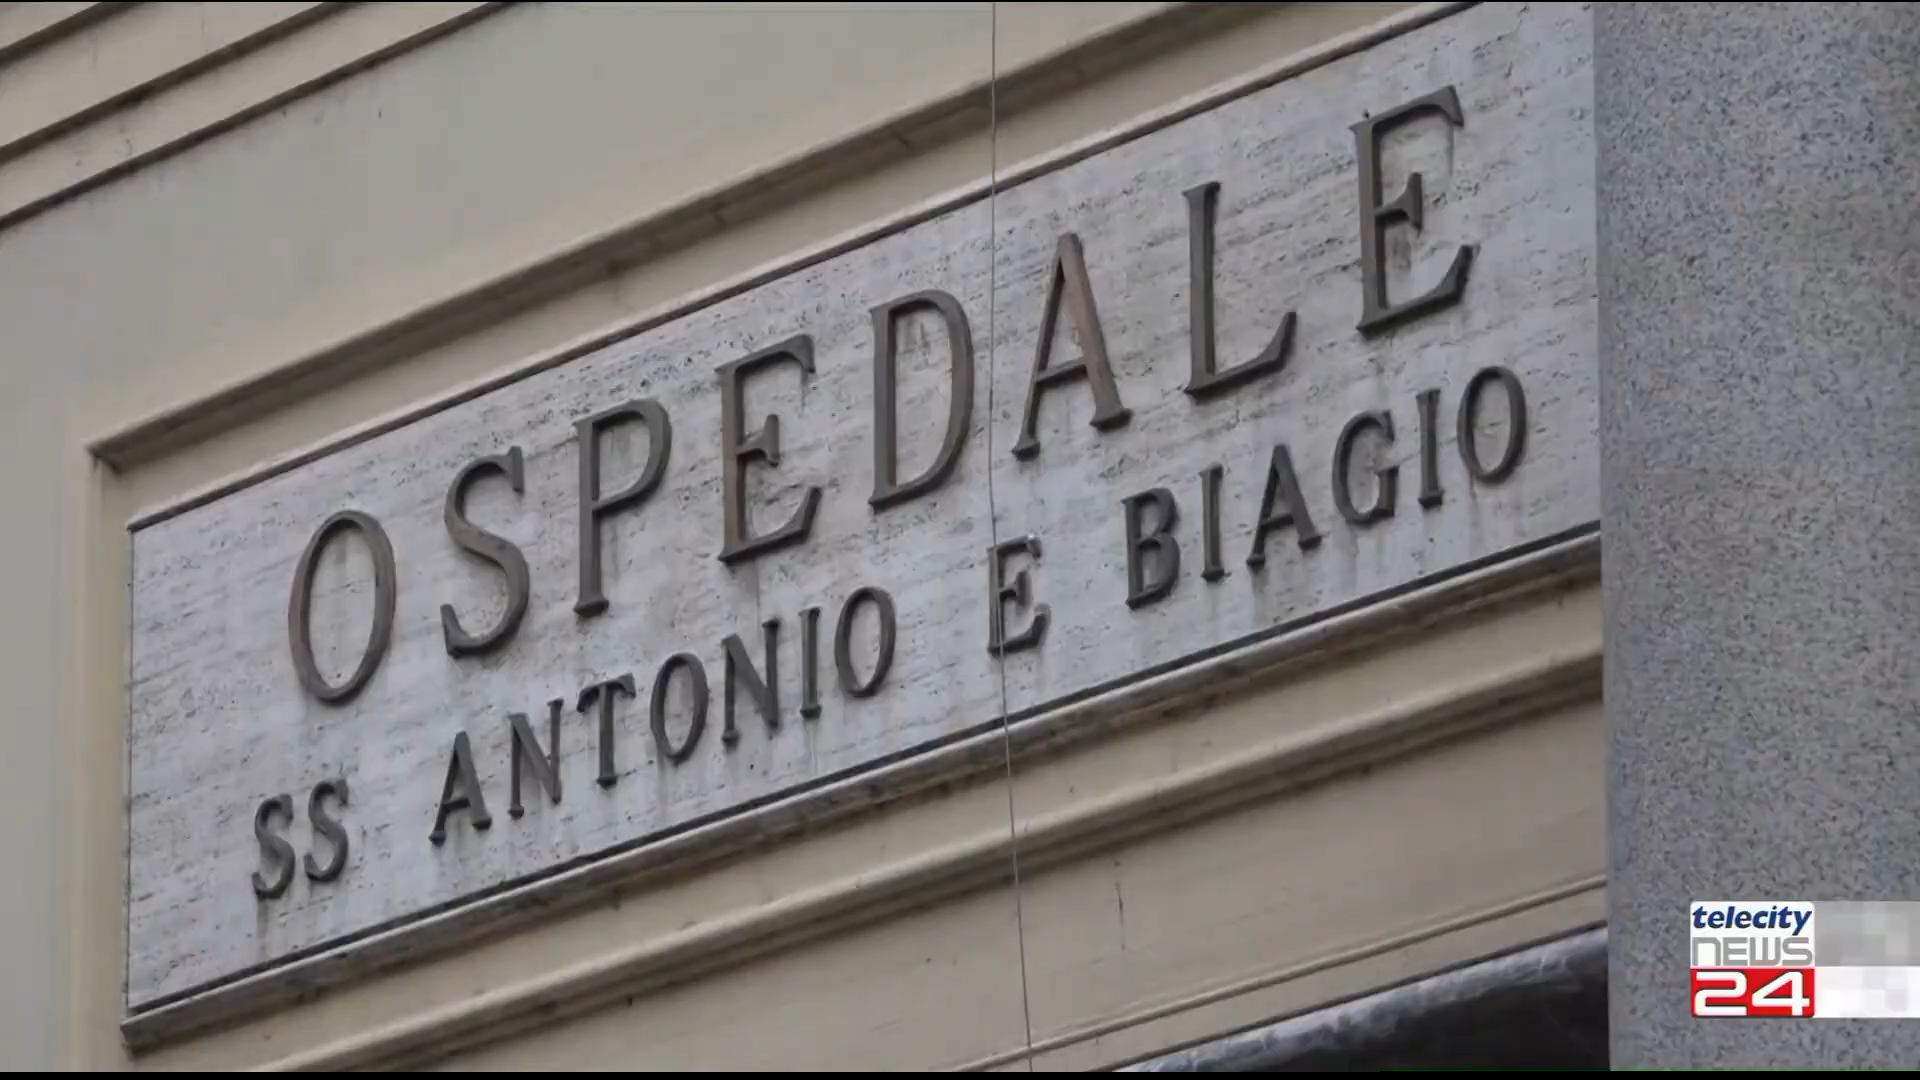 OSPEDALE
SS ANTONIO E BIAGIO
telecity
NEWS
24